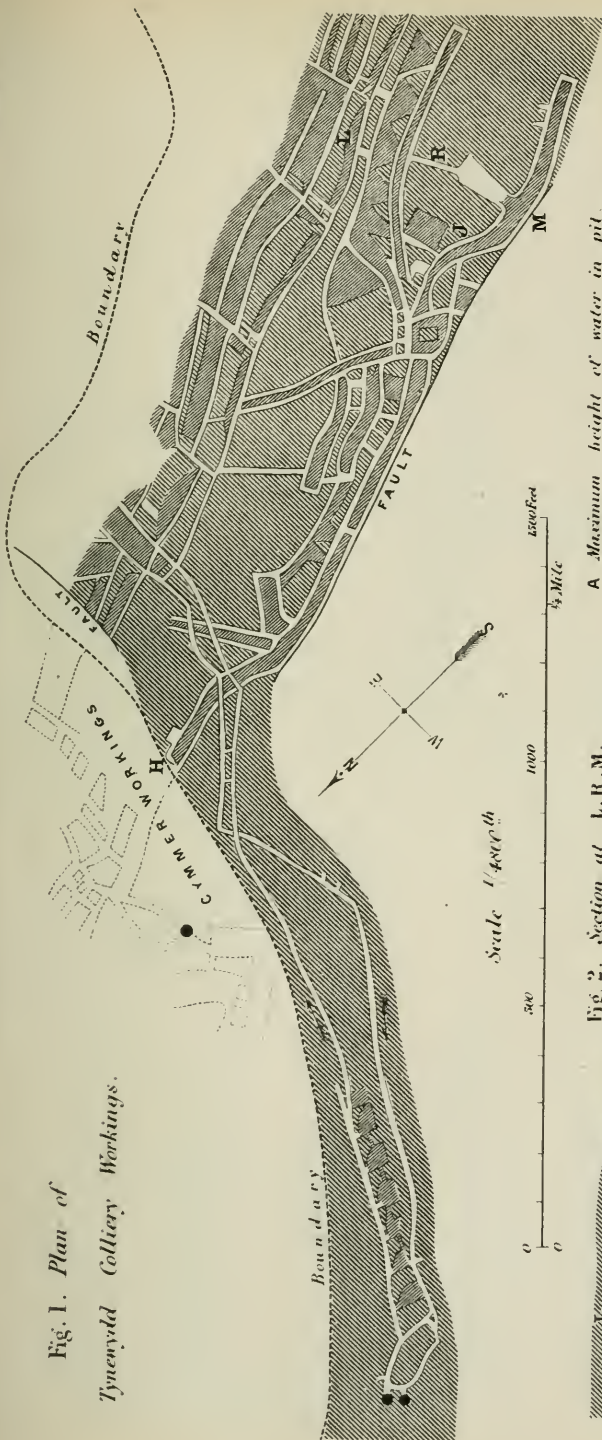 Fig. 1. Plan of
Tynewydd Colliery Workings.
Boundary
FAULT
CYMMER WORKINGS
H
L
R
J
M
FAULT
Boundary
N
S
W
Scale 1/4800th
0 500 1000 1500 Feet
0 1/4 Mile
Fig. 2. Section at L.R.M.
A Maximum height of water in pit.